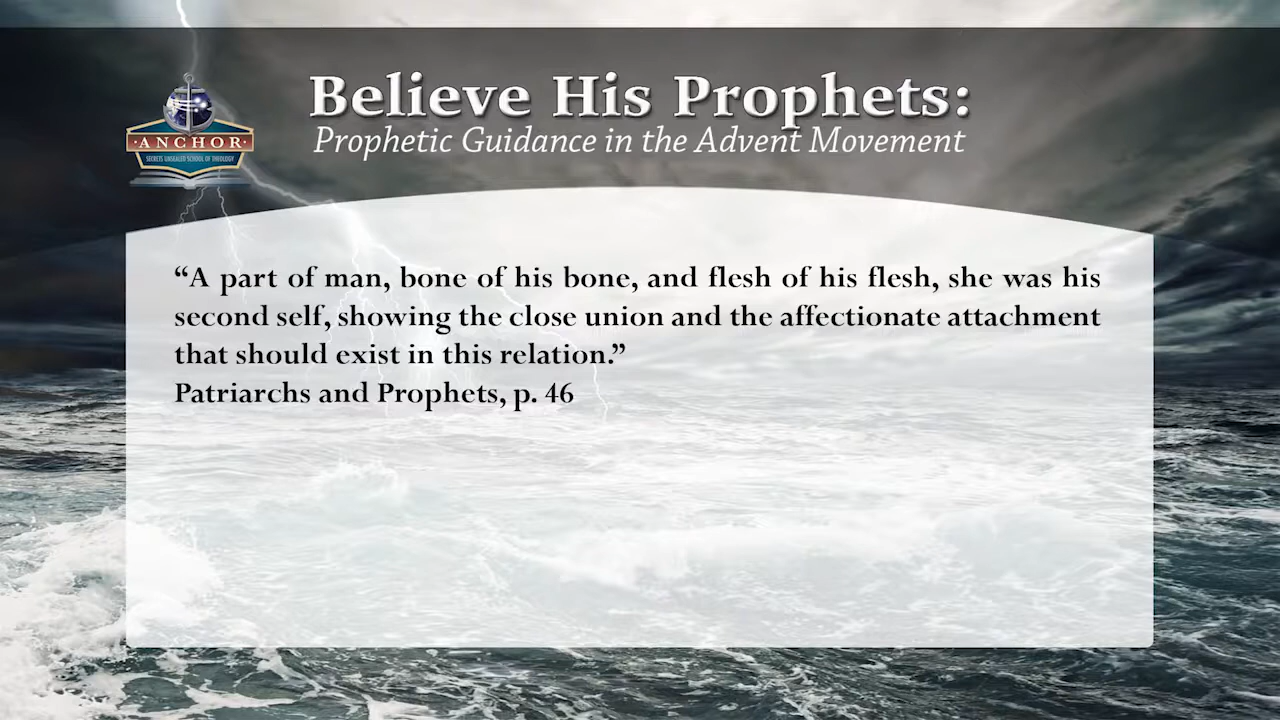 Believe His Prophets:
Prophetic Guidance in the Advent Movement
·ANCHOR·
SECRETS UNSEALED SCHOOL OF THEOLOGY
“A part of man, bone of his bone, and flesh of his flesh, she was his
second self, showing the close union and the affectionate attachment
that should exist in this relation.”
Patriarchs and Prophets, p. 46